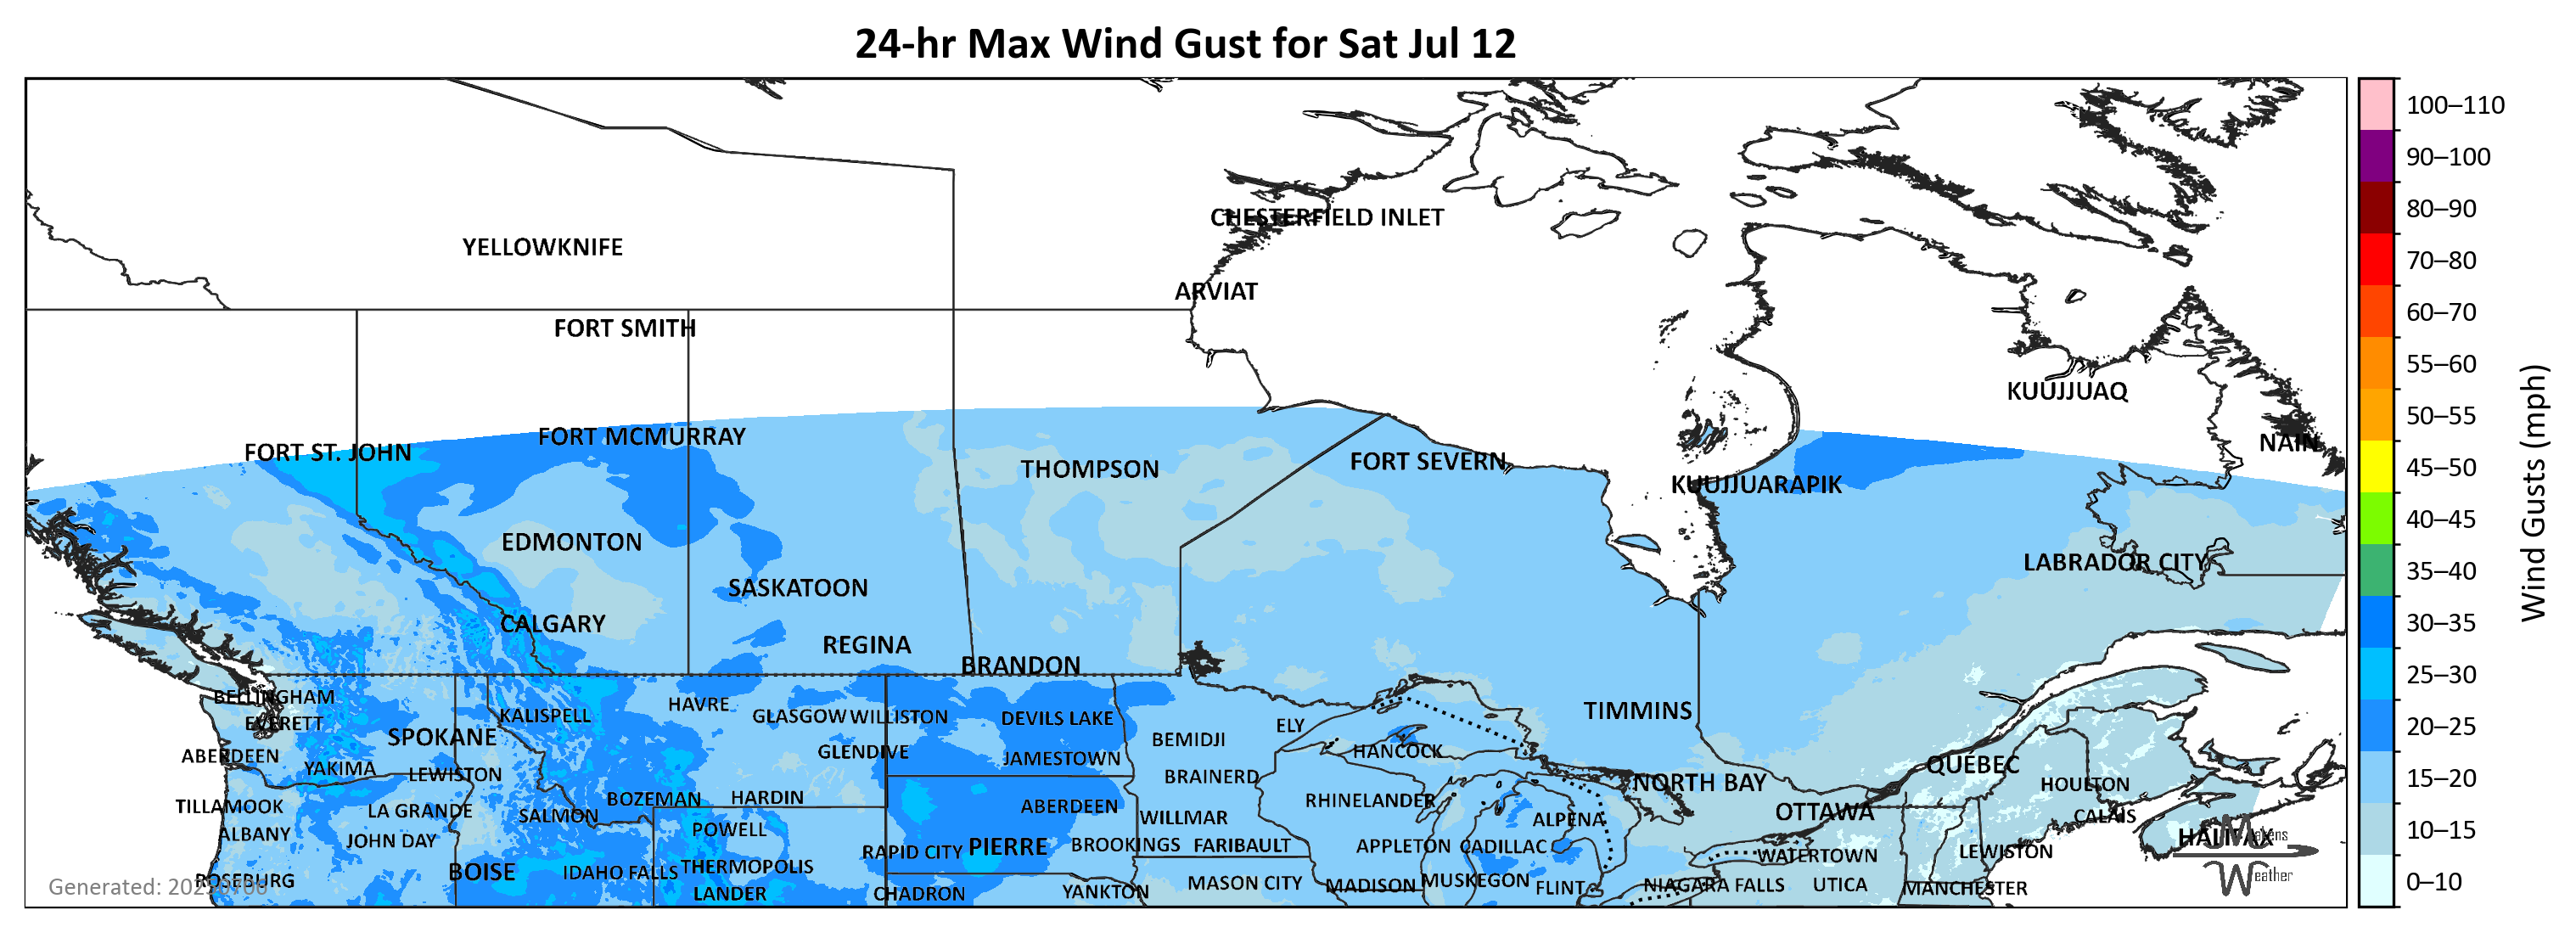 24-hr Max Wind Gust for Sat Jul 12
100–110
90–100
80–90
70–80
60–70
55–60
50–55
45–50
40–45
35–40
30–35
25–30
20–25
15–20
10–15
0–10
Wind Gusts (mph)
CHESTERFIELD INLET
YELLOWKNIFE
ARVIAT
FORT SMITH
KUUJJUAQ
FORT MCMURRAY
NAIN
FORT ST. JOHN
FORT SEVERN
THOMPSON
KUUJJUARAPIK
EDMONTON
LABRADOR CITY
SASKATOON
CALGARY
REGINA
BRANDON
BELLINGHAM
HAVRE
TIMMINS
KALISPELL
GLASGOW WILLISTON
DEVILS LAKE
EVERETT
ELY
SPOKANE
BEMIDJI
GLENDIVE
HANCOCK
ABERDEEN
JAMESTOWN
QUÉBEC
YAKIMA
LEWISTON
BRAINERD
NORTH BAY
HOULTON
BOZEMAN
HARDIN
RHINELANDER
TILLAMOOK
ABERDEEN
LA GRANDE
SALMON
WILLMAR
OTTAWA
CALAIS
ALPENA
POWELL
ALBANY
HALIFAX
JOHN DAY
PIERRE
BROOKINGS
FARIBAULT
APPLETON
CADILLAC
RAPID CITY
LEWISTON
WATERTOWN
THERMOPOLIS
BOISE
IDAHO FALLS
ROSEBURG
MUSKEGON
MASON CITY
MADISON
NIAGARA FALLS
UTICA
FLINT
MANCHESTER
LANDER
CHADRON
YANKTON
Generated:
Weather